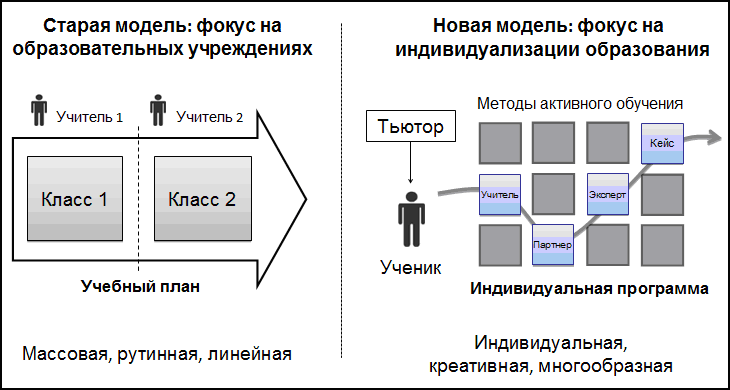 Старая модель: фокус на
образовательных учреждениях
Учитель 1
Учитель 2
Класс 1
Класс 2
Учебный план
Массовая, рутинная, линейная
Новая модель: фокус на
индивидуализации образования
Методы активного обучения
Тьютор
Кейс
Учитель
Эксперт
Партнер
Ученик
Индивидуальная программа
Индивидуальная,
креативная, многообразная